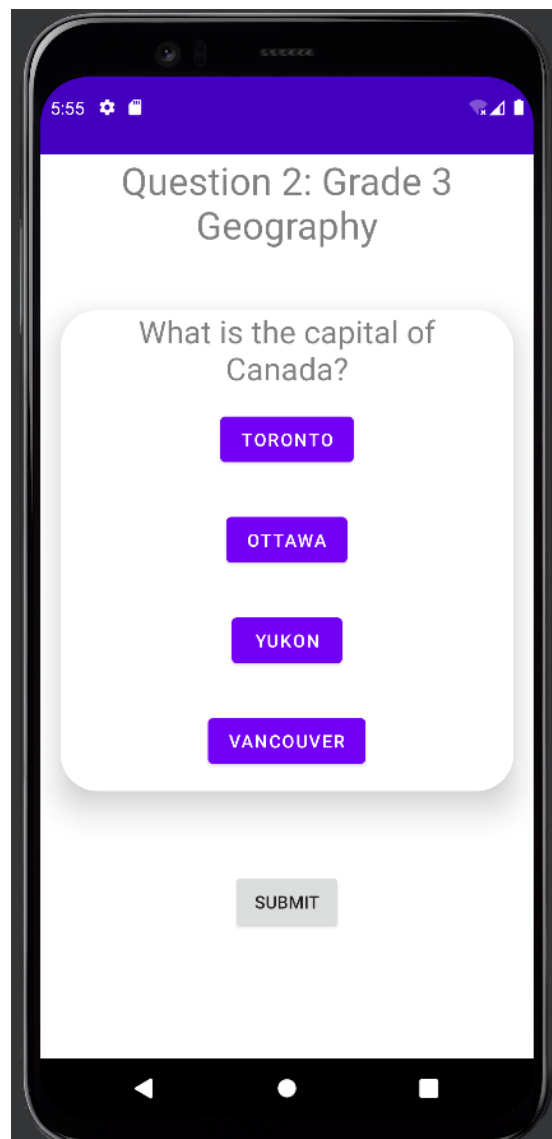 5:55
Question 2: Grade 3
Geography
What is the capital of
Canada?
TORONTO
OTTAWA
YUKON
VANCOUVER
SUBMIT